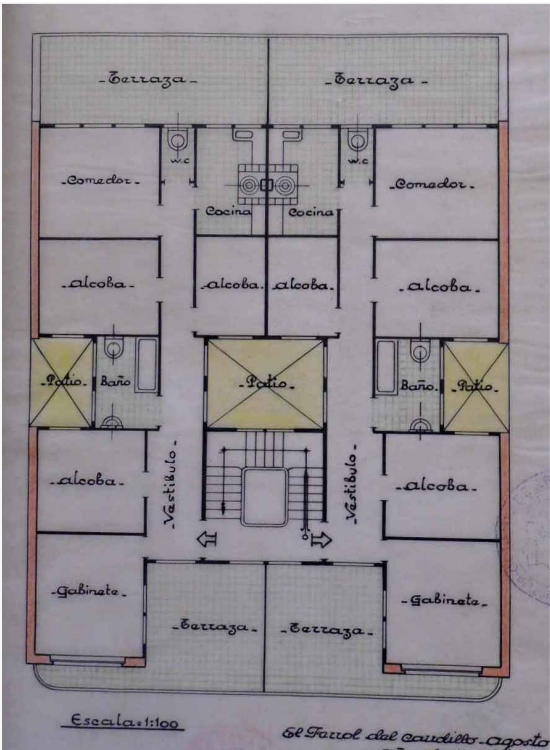 - Terraza -
- Terraza -
w.c
w.c
- Comedor -
- Comedor -
Cocina
Cocina
- Alcoba -
- Alcoba -
- Alcoba -
- Alcoba -
- Patio -
Baño
- Patio -
Baño -
- Patio -
- Alcoba -
- Vestíbulo -
- Vestíbulo -
- Alcoba -
- Gabinete -
- Gabinete -
- Terraza -
- Terraza -
Escala: 1:100
El Ferrol del Caudillo - agosto